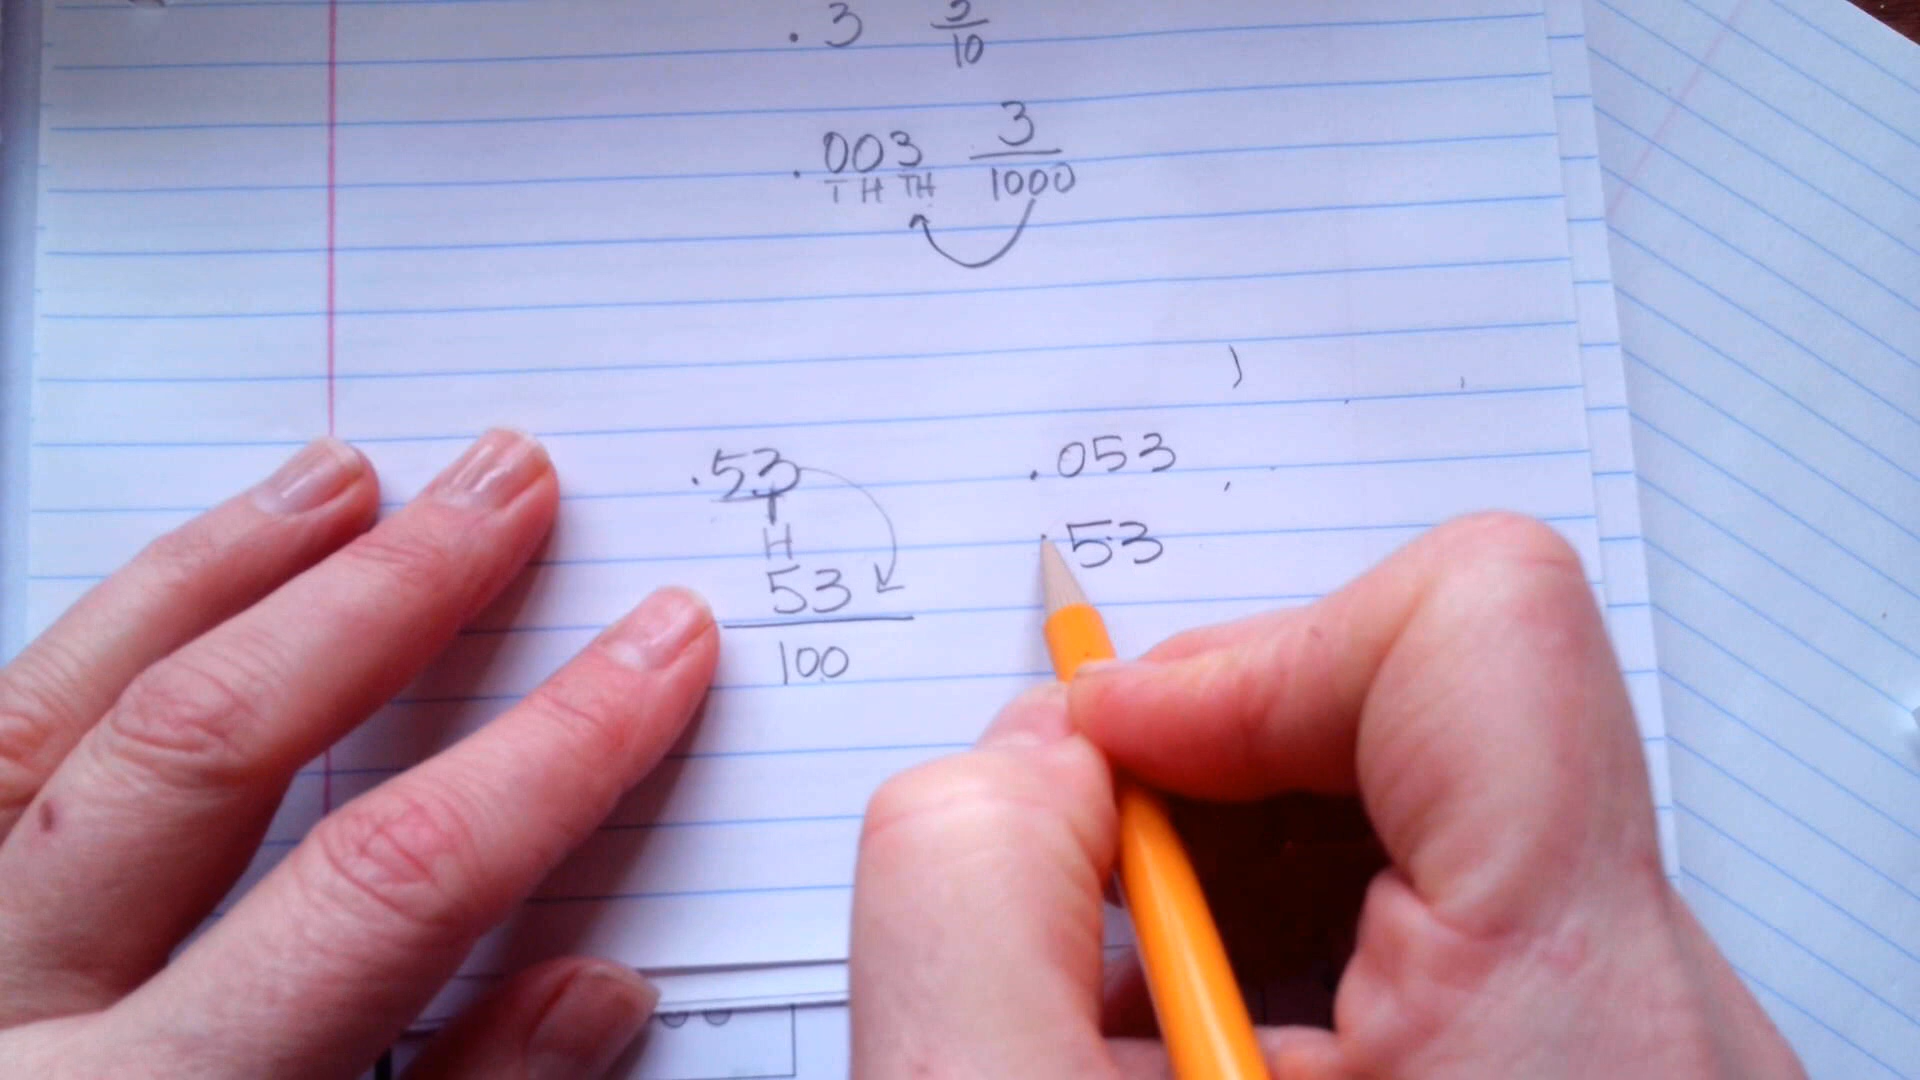 .3 3/10
.003 3/1000
T H TH
.53 .053
T
H 53
53/100